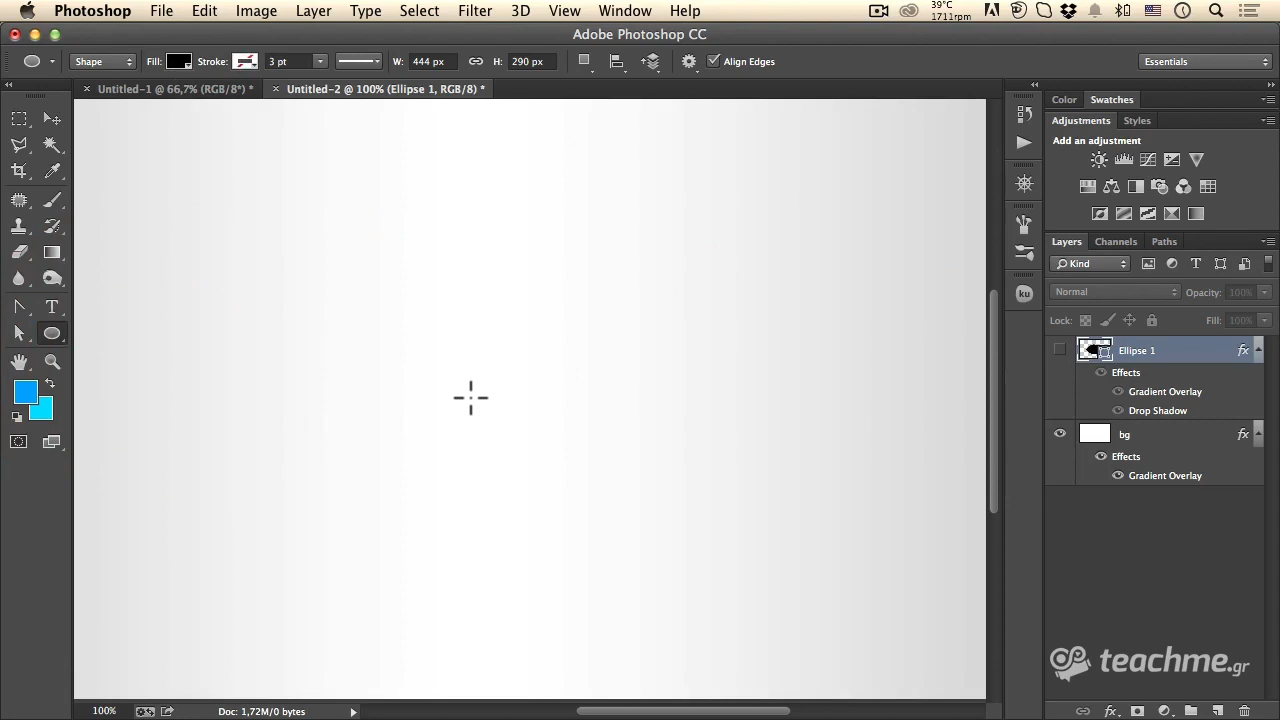 Photoshop File Edit Image Layer Type Select Filter 3D View Window Help 39°C 1711rpm
Adobe Photoshop CC
Shape Fill: Stroke: 3 pt W: 444 px H: 290 px Align Edges Essentials
Untitled-1 @ 66,7% (RGB/8*) * Untitled-2 @ 100% (Ellipse 1, RGB/8) *
Color Swatches
Adjustments Styles
Add an adjustment
Layers Channels Paths
Kind
Normal Opacity: 100%
Lock: Fill: 100%
ku
Ellipse 1 fx
Effects
Gradient Overlay
Drop Shadow
bg fx
Effects
Gradient Overlay
teachme.gr
100% Doc: 1,72M/0 bytes fx